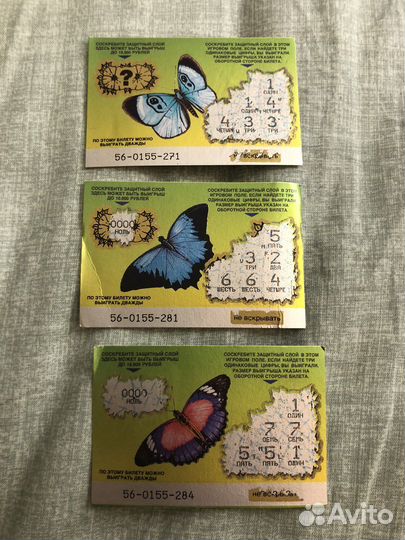 СОСКРЕБИТЕ ЗАЩИТНЫЙ СЛОЙ
ЗДЕСЬ МОЖЕТ БЫТЬ ВЫИГРЫШ
ДО 10.000 РУБЛЕЙ
СОСКРЕБИТЕ ЗАЩИТНЫЙ СЛОЙ В ЭТОМ
ИГРОВОМ ПОЛЕ. ЕСЛИ НАЙДЕТЕ ТРИ
ОДИНАКОВЫЕ ЦИФРЫ, ВЫ ВЫИГРАЛИ.
РАЗМЕР ВЫИГРЫША УКАЗАН НА
ОБОРОТНОЙ СТОРОНЕ БИЛЕТА.
?
1
ОДИН
1 4
ОДИН ЧЕТЫРЕ
4 3 3
ЧЕТЫРЕ ТРИ ТРИ
ПО ЭТОМУ БИЛЕТУ МОЖНО
ВЫИГРАТЬ ДВАЖДЫ
56-0155-271
СОСКРЕБИТЕ ЗАЩИТНЫЙ СЛОЙ
ЗДЕСЬ МОЖЕТ БЫТЬ ВЫИГРЫШ
ДО 10.000 РУБЛЕЙ
СОСКРЕБИТЕ ЗАЩИТНЫЙ СЛОЙ В ЭТОМ
ИГРОВОМ ПОЛЕ. ЕСЛИ НАЙДЕТЕ ТРИ
ОДИНАКОВЫЕ ЦИФРЫ, ВЫ ВЫИГРАЛИ.
РАЗМЕР ВЫИГРЫША УКАЗАН НА
ОБОРОТНОЙ СТОРОНЕ БИЛЕТА.
0000
НОЛЬ
5
ПЯТЬ
3 2
ТРИ ДВА
6 6 4
ШЕСТЬ ШЕСТЬ ЧЕТЫРЕ
ПО ЭТОМУ БИЛЕТУ МОЖНО
ВЫИГРАТЬ ДВАЖДЫ
56-0155-281
не вскрывать
СОСКРЕБИТЕ ЗАЩИТНЫЙ СЛОЙ
ЗДЕСЬ МОЖЕТ БЫТЬ ВЫИГРЫШ
ДО 10.000 РУБЛЕЙ
СОСКРЕБИТЕ ЗАЩИТНЫЙ СЛОЙ В ЭТОМ
ИГРОВОМ ПОЛЕ. ЕСЛИ НАЙДЕТЕ ТРИ
ОДИНАКОВЫЕ ЦИФРЫ, ВЫ ВЫИГРАЛИ.
РАЗМЕР ВЫИГРЫША УКАЗАН НА
ОБОРОТНОЙ СТОРОНЕ БИЛЕТА.
0000
НОЛЬ
1
ОДИН
7 7
СЕМЬ СЕМЬ
5 5 1
ПЯТЬ ПЯТЬ ОДИН
ПО ЭТОМУ БИЛЕТУ МОЖНО
ВЫИГРАТЬ ДВАЖДЫ
56-0155-284
Avito